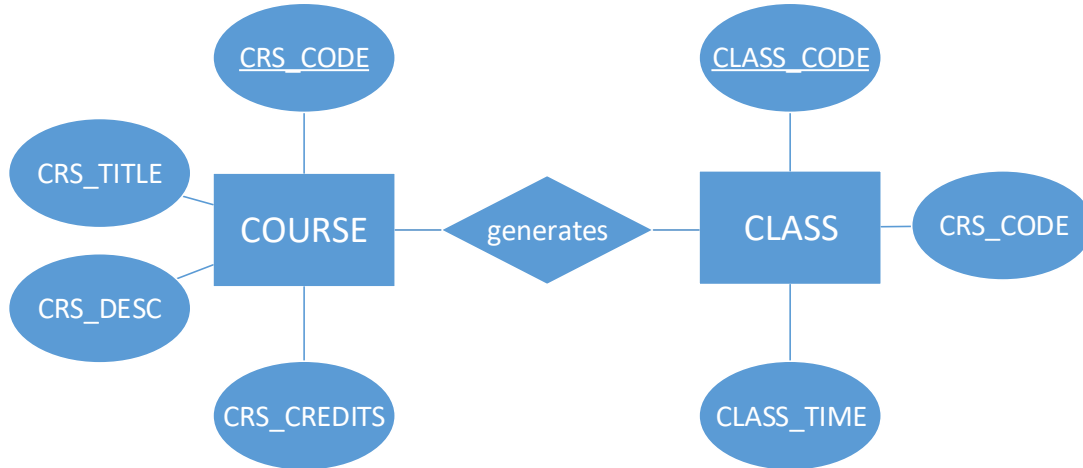 CRS_CODE
CLASS_CODE
CRS_TITLE
COURSE
generates
CLASS
CRS_CODE
CRS_DESC
CRS_CREDITS
CLASS_TIME